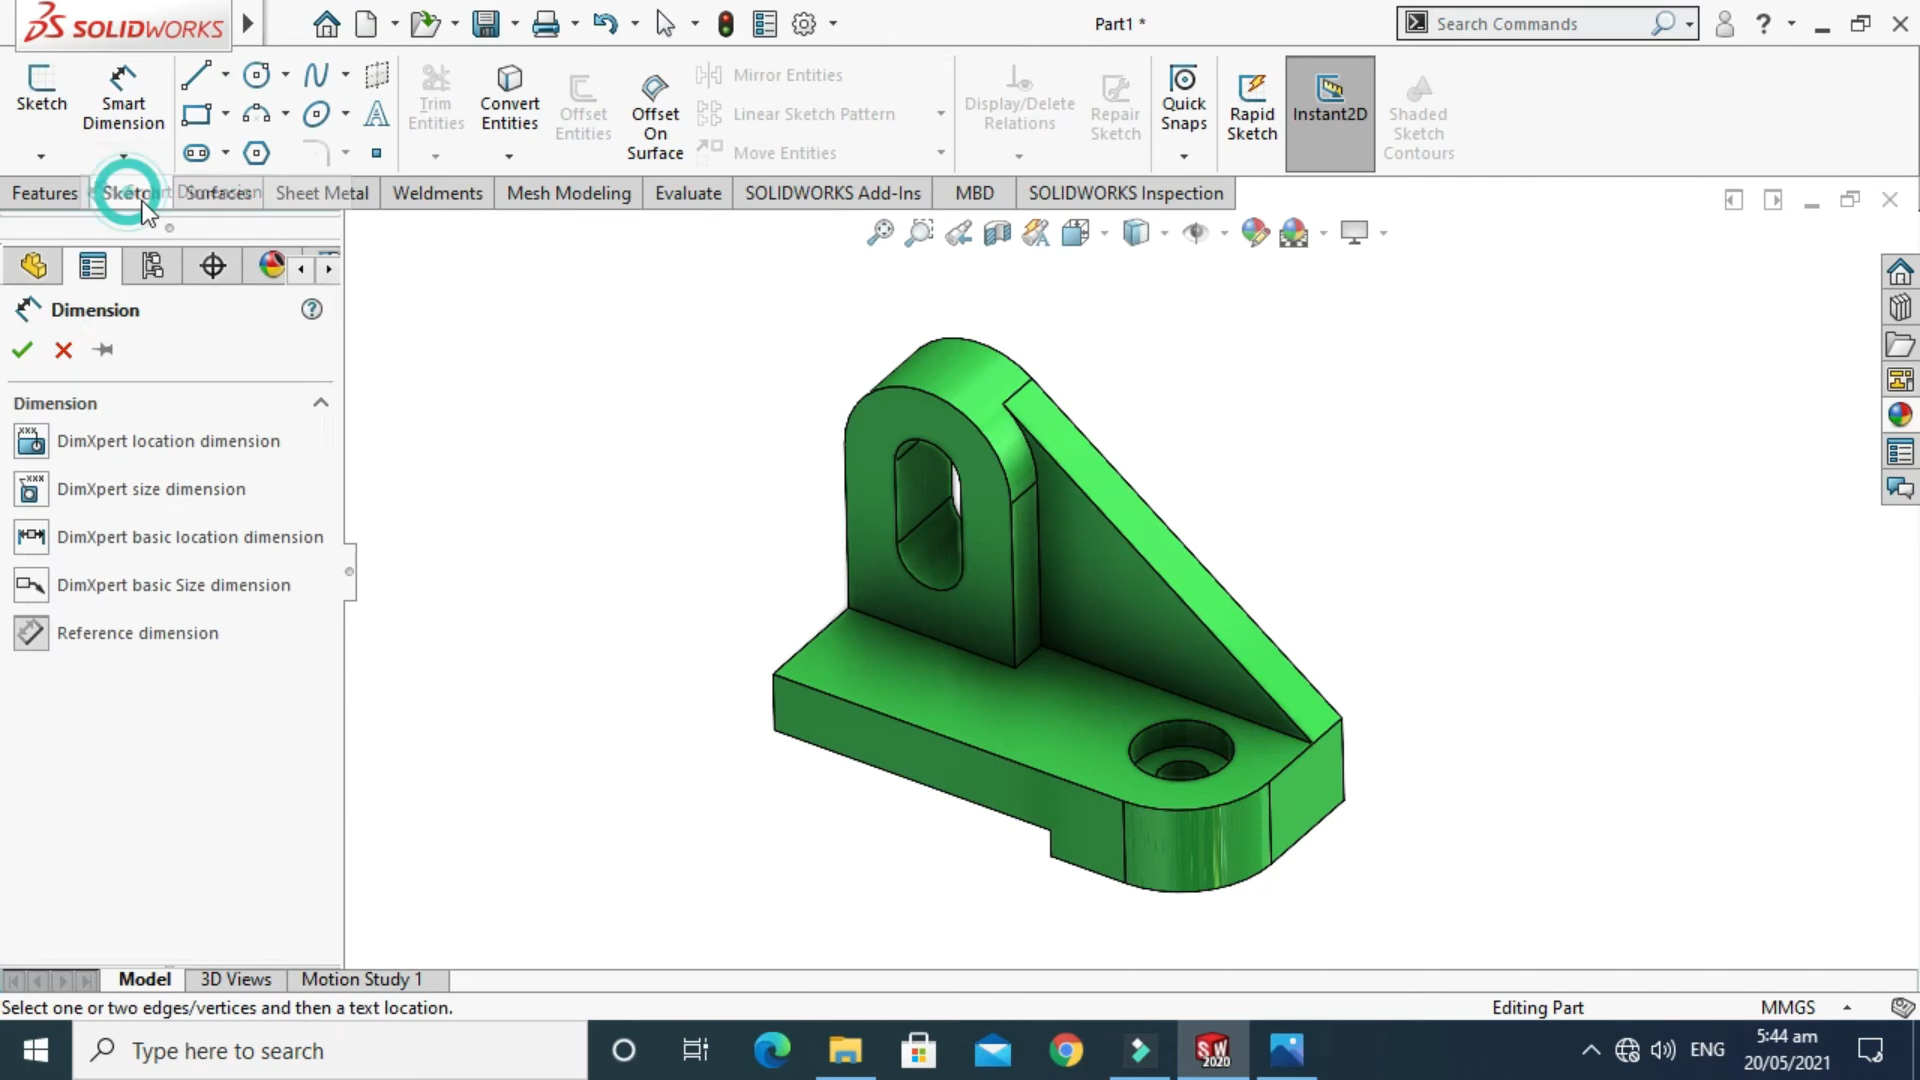 SOLIDWORKS
Part1 *
Search Commands
?
Sketch
Smart
Dimension
Trim
Entities
Convert
Entities
Offset
Entities
Offset
On
Surface
Mirror Entities
Linear Sketch Pattern
Move Entities
Display/Delete
Relations
Repair
Sketch
Quick
Snaps
Rapid
Sketch
Instant2D
Shaded
Sketch
Contours
Features
Sketch
Surfaces
Sheet Metal
Weldments
Mesh Modeling
Evaluate
SOLIDWORKS Add-Ins
MBD
SOLIDWORKS Inspection
Dimension
Dimension
DimXpert location dimension
DimXpert size dimension
DimXpert basic location dimension
DimXpert basic Size dimension
Reference dimension
Model
3D Views
Motion Study 1
Select one or two edges/vertices and then a text location.
Editing Part
MMGS
Type here to search
SW
2020
ENG
5:44 am
20/05/2021